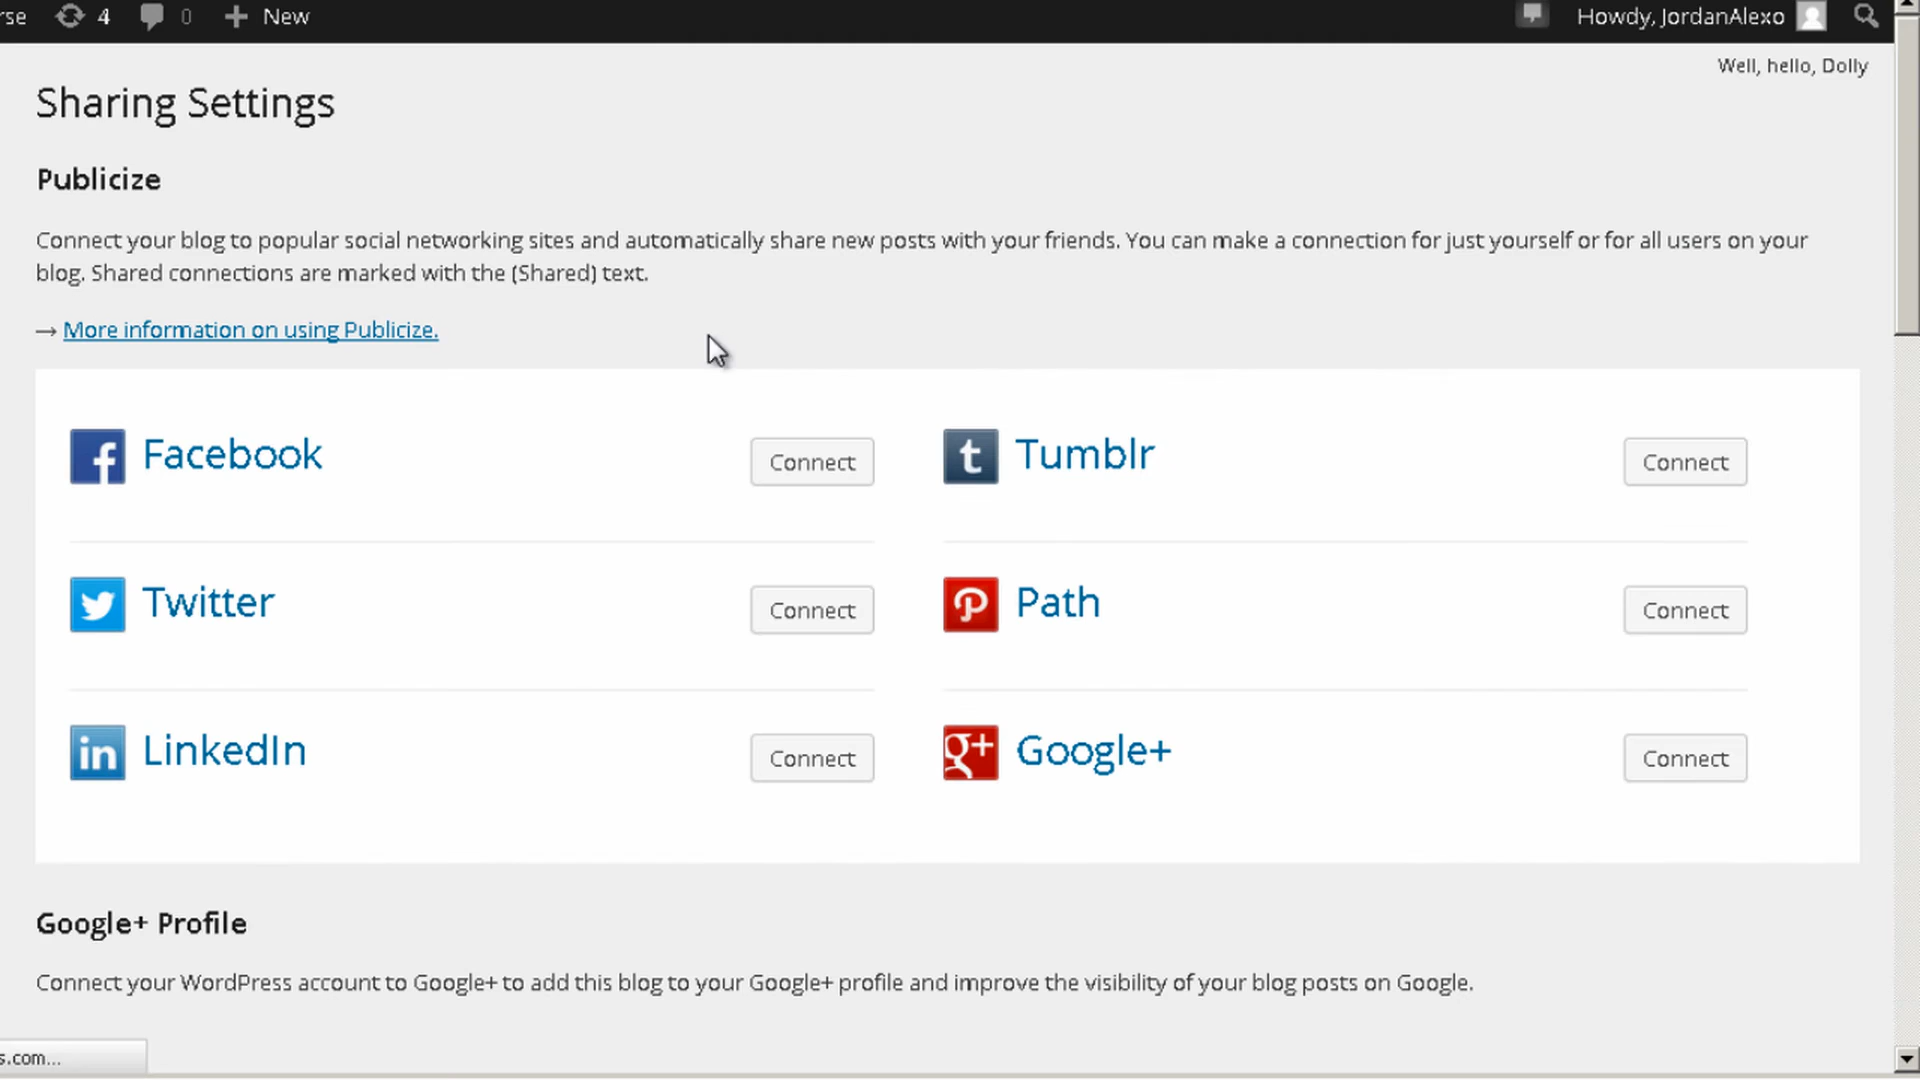 rse 4 0 + New Howdy, JordanAlexo
Well, hello, Dolly
Sharing Settings
Publicize
Connect your blog to popular social networking sites and automatically share new posts with your friends. You can make a connection for just yourself or for all users on your
blog. Shared connections are marked with the (Shared) text.
→ More information on using Publicize.
f Facebook Connect t Tumblr Connect
Twitter Connect Path Connect
in LinkedIn Connect g+ Google+ Connect
Google+ Profile
Connect your WordPress account to Google+ to add this blog to your Google+ profile and improve the visibility of your blog posts on Google.
s.com...